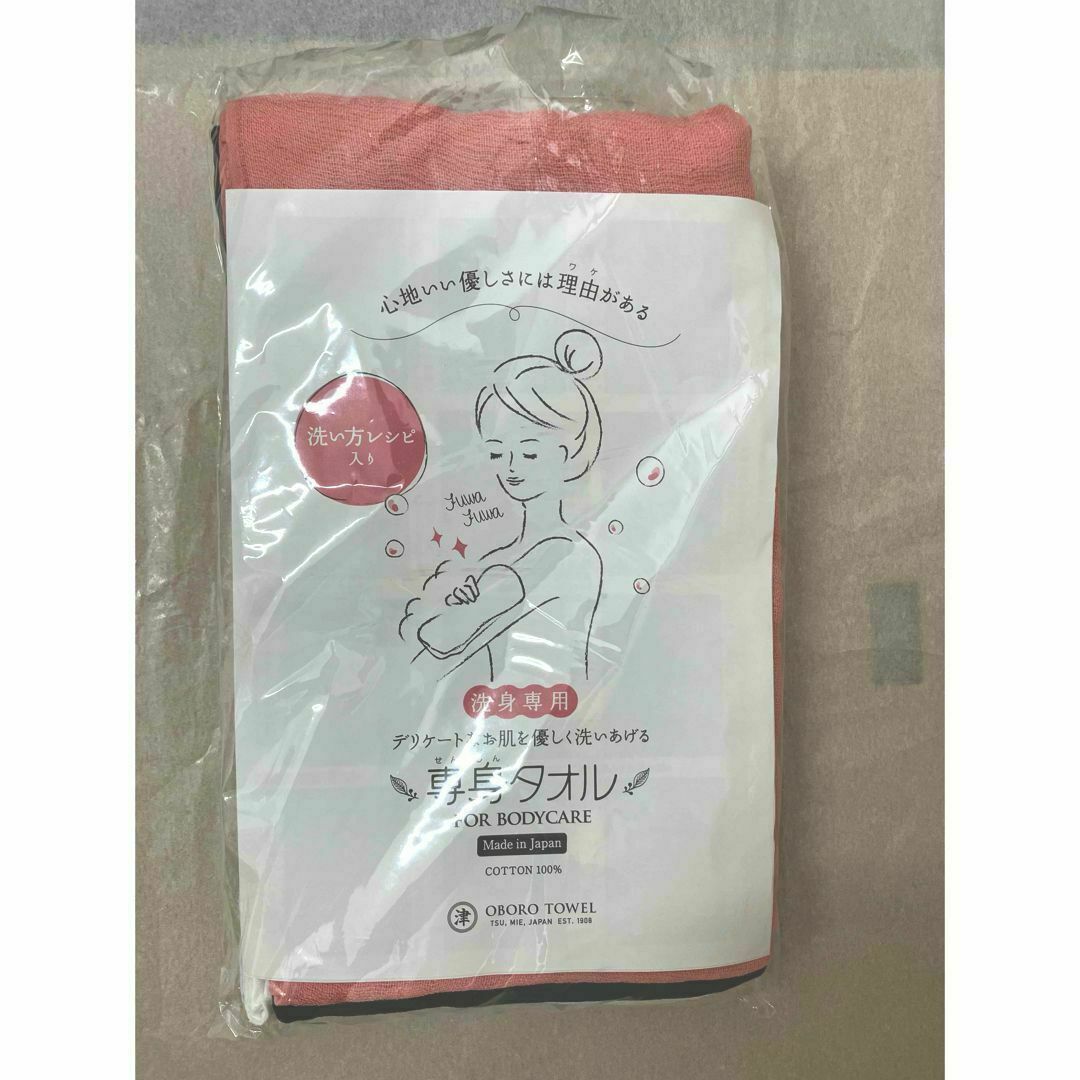 心地いい優しさには理由がある
ワケ
洗い方レシピ
入り
Fuwa
Fuwa
洗身専用
デリケートなお肌を優しく洗いあげる
せんしん
専身タオル
FOR BODYCARE
Made in Japan
COTTON 100%
津 OBORO TOWEL
TSU, MIE, JAPAN EST. 1908